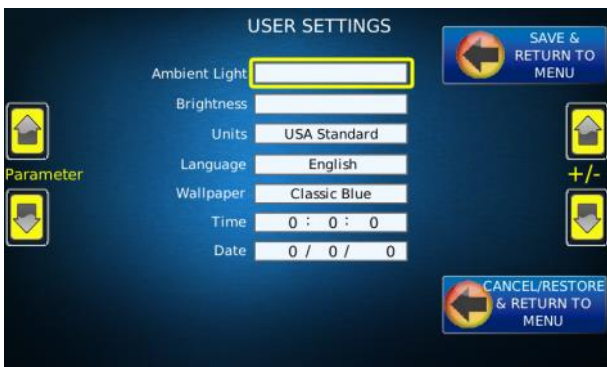 USER SETTINGS
SAVE &
RETURN TO
MENU
Ambient Light
Brightness
Units USA Standard
Language English
Wallpaper Classic Blue
Time 0 : 0 : 0
Date 0 / 0 / 0
Parameter
+/-
CANCEL/RESTORE
& RETURN TO
MENU